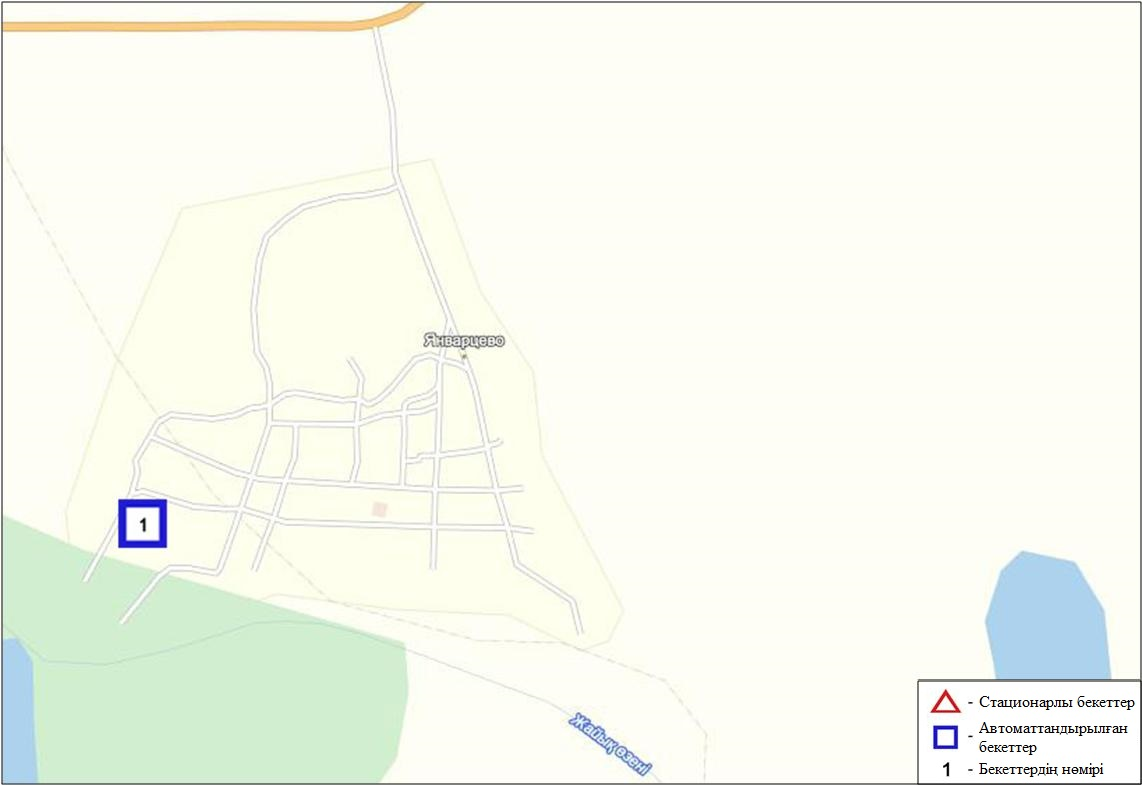 Январцево
1
Жайық өзені
- Стационарлы бекеттер
- Автоматтандырылған
бекеттер
1 - Бекеттердің нөмірі